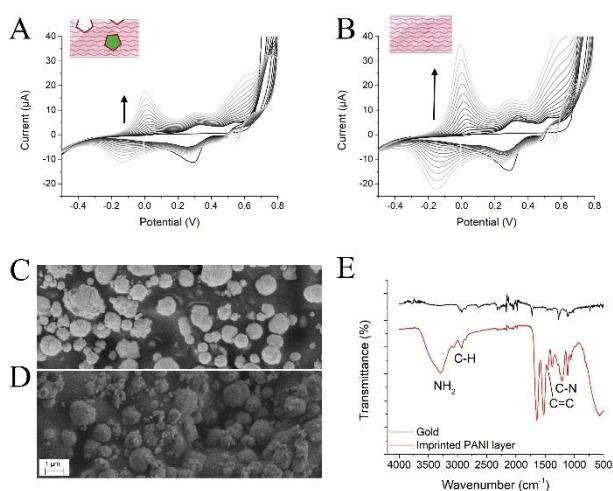 A
B
Current (µA)
40
30
20
10
0
-10
-20
-0.4
-0.2
0.0
0.2
0.4
0.6
0.8
Potential (V)
Current (µA)
40
30
20
10
0
-10
-20
-0.4
-0.2
0.0
0.2
0.4
0.6
0.8
Potential (V)
C
D
1 µm
E
Transmittance (%)
NH2
C-H
C-N
C=C
Gold
Imprinted PANI layer
4000 3500 3000 2500 2000 1500 1000 500
Wavenumber (cm-1)